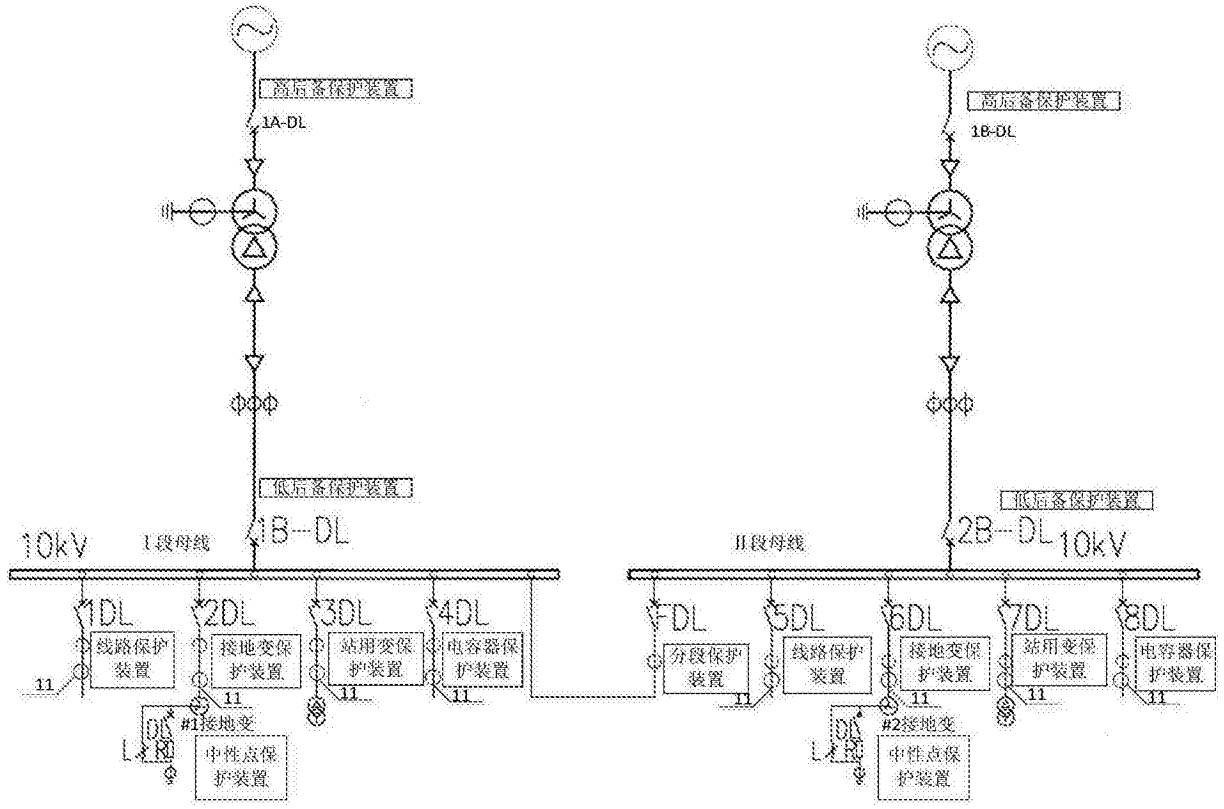 高后备保护装置
1A-DL
高后备保护装置
1B-DL
低后备保护装置
1B-DL
10kV
I段母线
低后备保护装置
2B-DL
10kV
II段母线
1DL
线路保护
装置
11
2DL
接地变保
护装置
11
3DL
站用变保
护装置
11
4DL
电容器保
护装置
11
FDL
分段保护
装置
5DL
线路保护
装置
11
6DL
接地变保
护装置
11
7DL
站用变保
护装置
11
8DL
电容器保
护装置
11
#1接地变
中性点保
护装置
DL
L
#2接地变
中性点保
护装置
DL
L